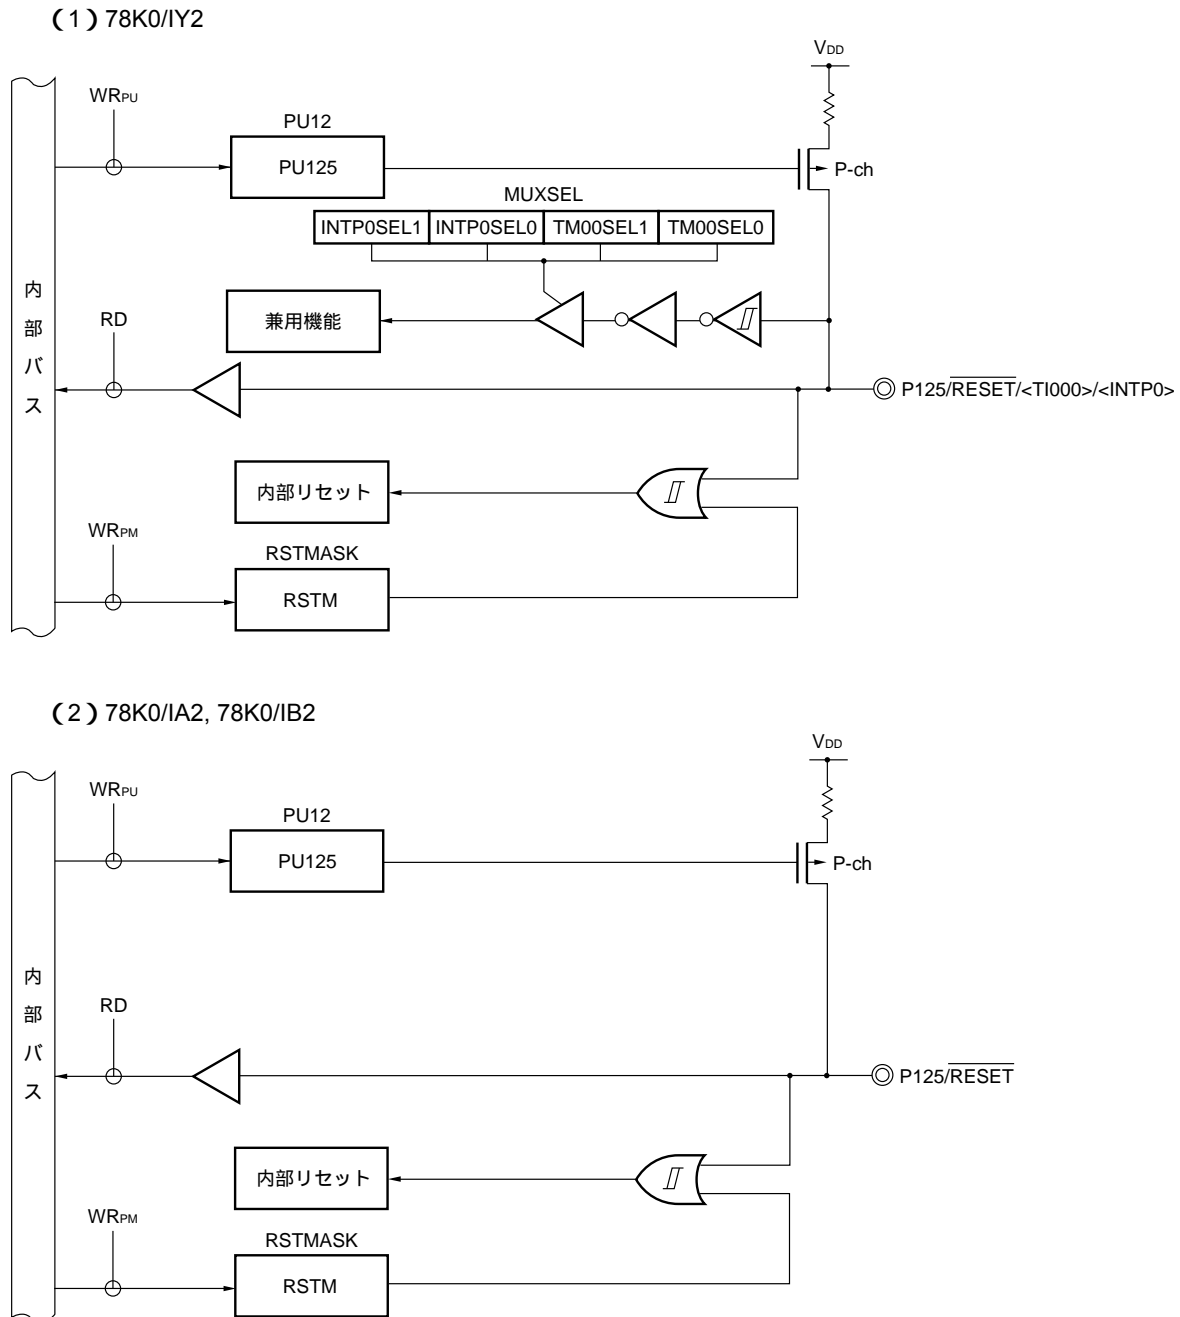 （1）78K0/IY2
VDD
WRPU
PU12
PU125
P-ch
MUXSEL
INTP0SEL1 INTP0SEL0 TM00SEL1 TM00SEL0
内部バス
兼用機能
RD
P125/RESET/<TI000>/<INTP0>
内部リセット
WRPM
RSTMASK
RSTM
（2）78K0/IA2, 78K0/IB2
VDD
WRPU
PU12
PU125
P-ch
内部バス
RD
P125/RESET
内部リセット
WRPM
RSTMASK
RSTM